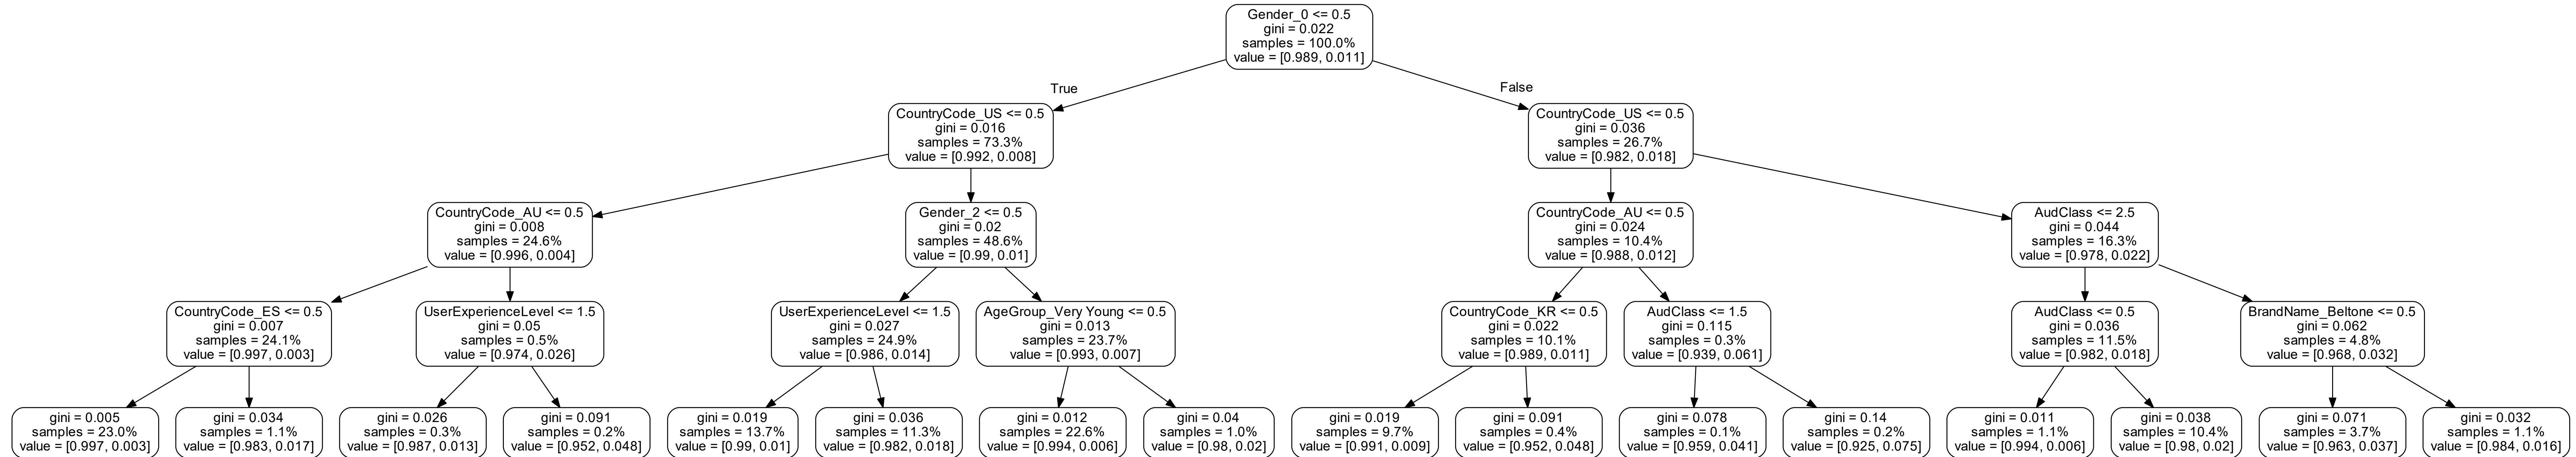 Gender_0 <= 0.5
gini = 0.022
samples = 100.0%
value = [0.989, 0.011]
True
False
CountryCode_US <= 0.5
gini = 0.016
samples = 73.3%
value = [0.992, 0.008]
CountryCode_US <= 0.5
gini = 0.036
samples = 26.7%
value = [0.982, 0.018]
CountryCode_AU <= 0.5
gini = 0.008
samples = 24.6%
value = [0.996, 0.004]
Gender_2 <= 0.5
gini = 0.02
samples = 48.6%
value = [0.99, 0.01]
CountryCode_AU <= 0.5
gini = 0.024
samples = 10.4%
value = [0.988, 0.012]
AudClass <= 2.5
gini = 0.044
samples = 16.3%
value = [0.978, 0.022]
CountryCode_ES <= 0.5
gini = 0.007
samples = 24.1%
value = [0.997, 0.003]
UserExperienceLevel <= 1.5
gini = 0.05
samples = 0.5%
value = [0.974, 0.026]
UserExperienceLevel <= 1.5
gini = 0.027
samples = 24.9%
value = [0.986, 0.014]
AgeGroup_Very Young <= 0.5
gini = 0.013
samples = 23.7%
value = [0.993, 0.007]
CountryCode_KR <= 0.5
gini = 0.022
samples = 10.1%
value = [0.989, 0.011]
AudClass <= 1.5
gini = 0.115
samples = 0.3%
value = [0.939, 0.061]
AudClass <= 0.5
gini = 0.036
samples = 11.5%
value = [0.982, 0.018]
BrandName_Beltone <= 0.5
gini = 0.062
samples = 4.8%
value = [0.968, 0.032]
gini = 0.005
samples = 23.0%
value = [0.997, 0.003]
gini = 0.034
samples = 1.1%
value = [0.983, 0.017]
gini = 0.026
samples = 0.3%
value = [0.987, 0.013]
gini = 0.091
samples = 0.2%
value = [0.952, 0.048]
gini = 0.019
samples = 13.7%
value = [0.99, 0.01]
gini = 0.036
samples = 11.3%
value = [0.982, 0.018]
gini = 0.012
samples = 22.6%
value = [0.994, 0.006]
gini = 0.04
samples = 1.0%
value = [0.98, 0.02]
gini = 0.019
samples = 9.7%
value = [0.991, 0.009]
gini = 0.091
samples = 0.4%
value = [0.952, 0.048]
gini = 0.078
samples = 0.1%
value = [0.959, 0.041]
gini = 0.14
samples = 0.2%
value = [0.925, 0.075]
gini = 0.011
samples = 1.1%
value = [0.994, 0.006]
gini = 0.038
samples = 10.4%
value = [0.98, 0.02]
gini = 0.071
samples = 3.7%
value = [0.963, 0.037]
gini = 0.032
samples = 1.1%
value = [0.984, 0.016]